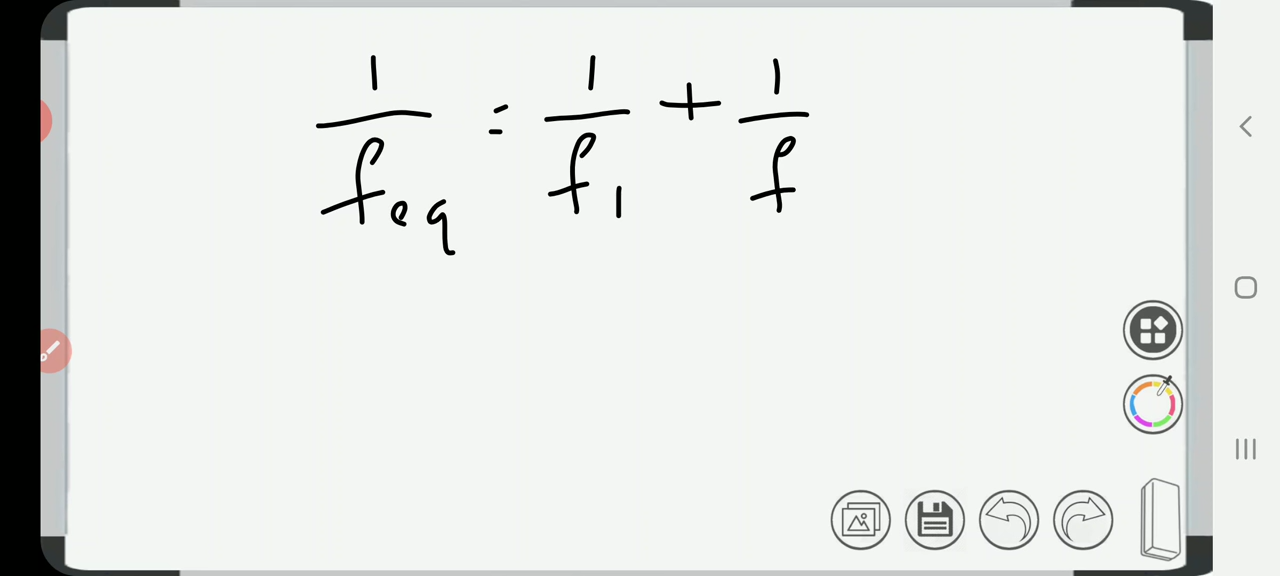 1/f_eq = 1/f_1 + 1/f